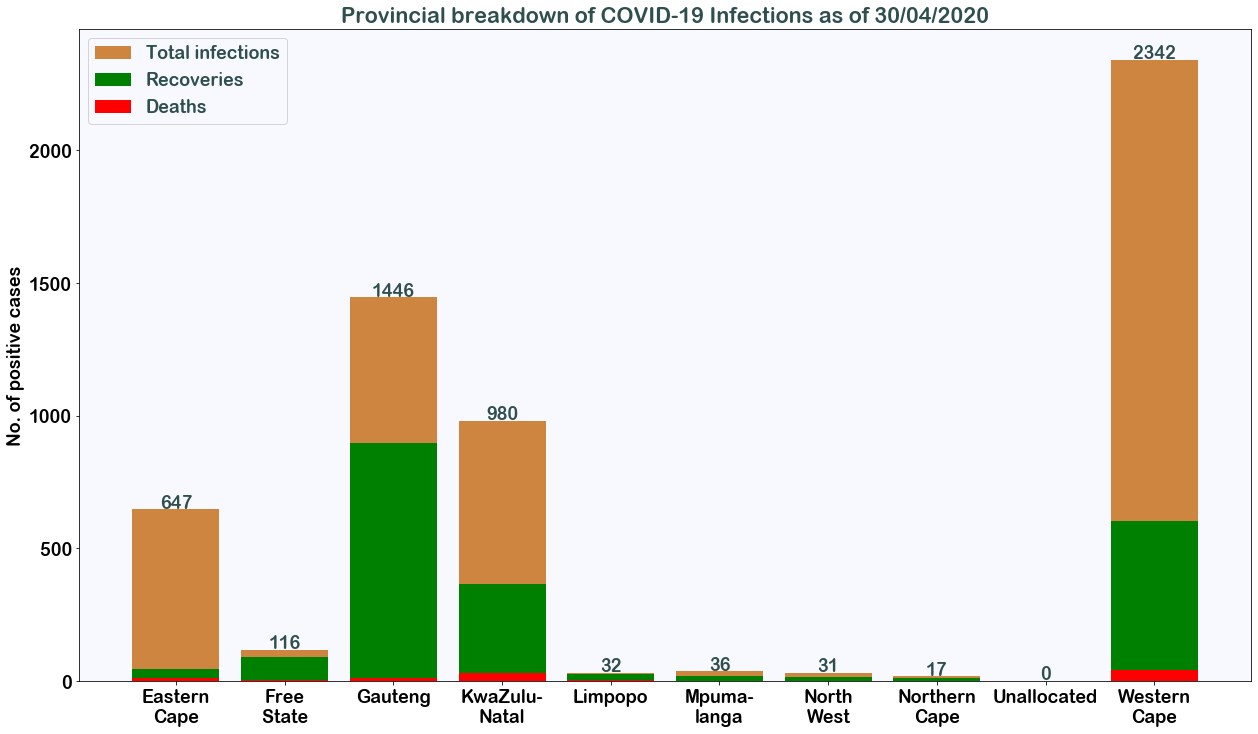 Provincial breakdown of COVID-19 Infections as of 30/04/2020
Total infections
Recoveries
Deaths
No. of positive cases
2000
1500
1000
500
0
647
116
1446
980
32
36
31
17
0
2342
Eastern
Cape
Free
State
Gauteng
KwaZulu-
Natal
Limpopo
Mpuma-
langa
North
West
Northern
Cape
Unallocated
Western
Cape